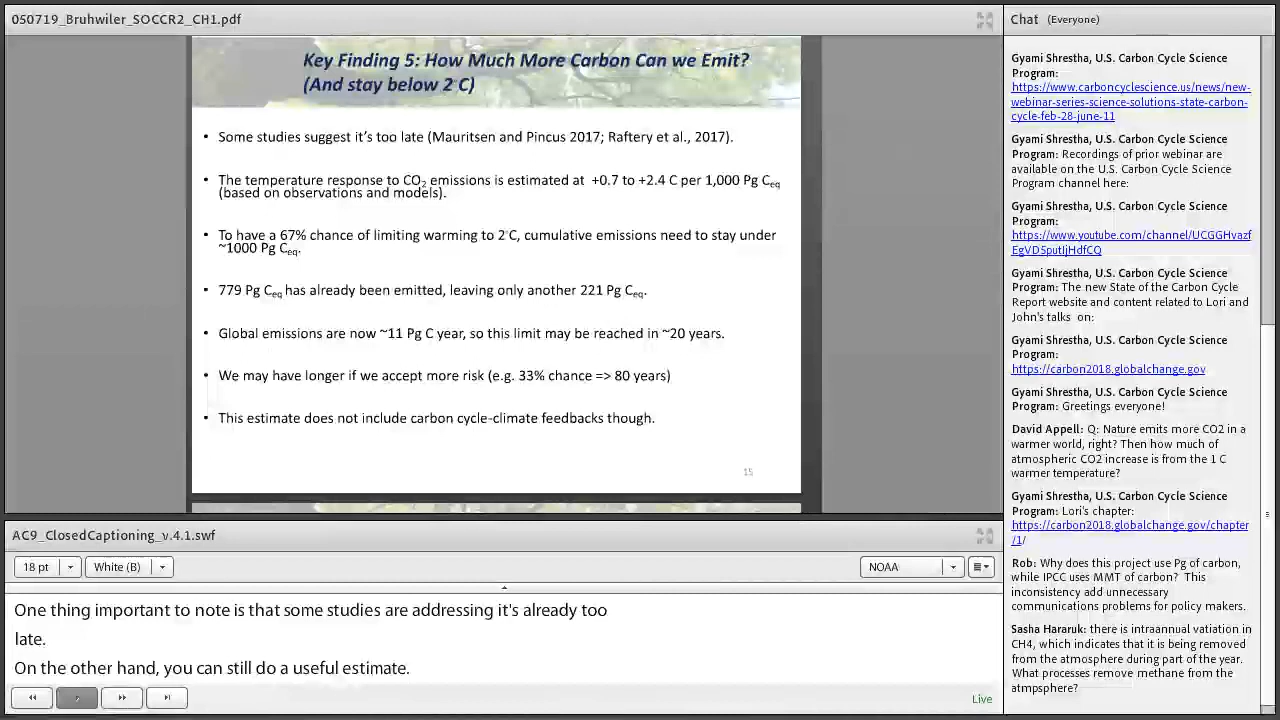 050719_Bruhwiler_SOCCR2_CH1.pdf
Key Finding 5: How Much More Carbon Can we Emit?
(And stay below 2°C)
• Some studies suggest it's too late (Mauritsen and Pincus 2017; Raftery et al., 2017).
• The temperature response to CO2 emissions is estimated at +0.7 to +2.4 C per 1,000 Pg Ceq
(based on observations and models).
• To have a 67% chance of limiting warming to 2°C, cumulative emissions need to stay under
~1000 Pg Ceq.
• 779 Pg Ceq has already been emitted, leaving only another 221 Pg Ceq.
• Global emissions are now ~11 Pg C year, so this limit may be reached in ~20 years.
• We may have longer if we accept more risk (e.g. 33% chance => 80 years)
• This estimate does not include carbon cycle-climate feedbacks though.
15
AC9_ClosedCaptioning_v.4.1.swf
18 pt
White (B)
NOAA
One thing important to note is that some studies are addressing it's already too
late.
On the other hand, you can still do a useful estimate.
Live
Chat (Everyone)
Gyami Shrestha, U.S. Carbon Cycle Science
Program:
https://www.carboncyclescience.us/news/new-
webinar-series-science-solutions-state-carbon-
cycle-feb-28-june-11
Gyami Shrestha, U.S. Carbon Cycle Science
Program: Recordings of prior webinar are
available on the U.S. Carbon Cycle Science
Program channel here:
Gyami Shrestha, U.S. Carbon Cycle Science
Program:
https://www.youtube.com/channel/UCGGHvazf
EgVD5putIjHdfCQ
Gyami Shrestha, U.S. Carbon Cycle Science
Program: The new State of the Carbon Cycle
Report website and content related to Lori and
John's talks on:
Gyami Shrestha, U.S. Carbon Cycle Science
Program:
https://carbon2018.globalchange.gov
Gyami Shrestha, U.S. Carbon Cycle Science
Program: Greetings everyone!
David Appell: Q: Nature emits more CO2 in a
warmer world, right? Then how much of
atmospheric CO2 increase is from the 1 C
warmer temperature?
Gyami Shrestha, U.S. Carbon Cycle Science
Program: Lori's chapter:
https://carbon2018.globalchange.gov/chapter
/1/
Rob: Why does this project use Pg of carbon,
while IPCC uses MMT of carbon? This
inconsistency add unnecessary
communications problems for policy makers.
Sasha Hararuk: there is intraannual vatiation in
CH4, which indicates that it is being removed
from the atmosphere during part of the year.
What processes remove methane from the
atmpsphere?